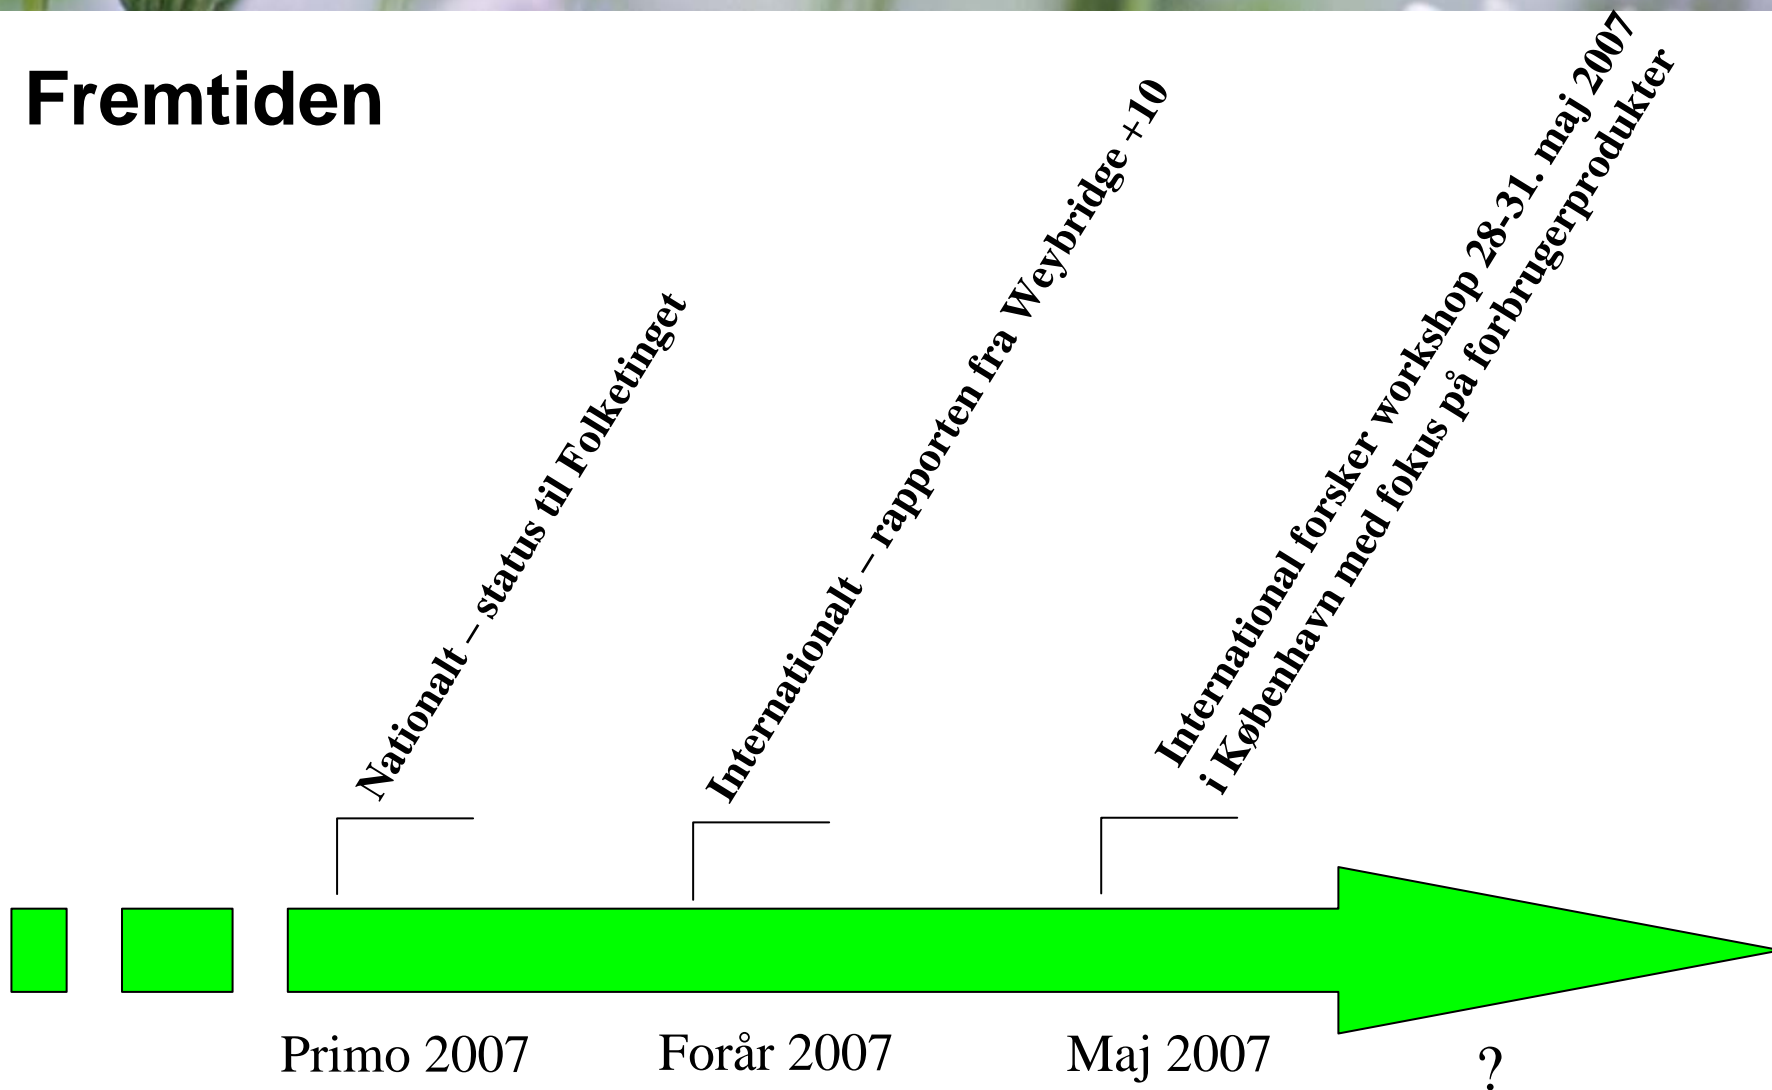 Fremtiden
Nationalt – status til Folketinget
Internationalt – rapporten fra Weybridge +10
International forsker workshop 28-31. maj 2007
i København med fokus på forbrugerprodukter
Primo 2007
Forår 2007
Maj 2007
?